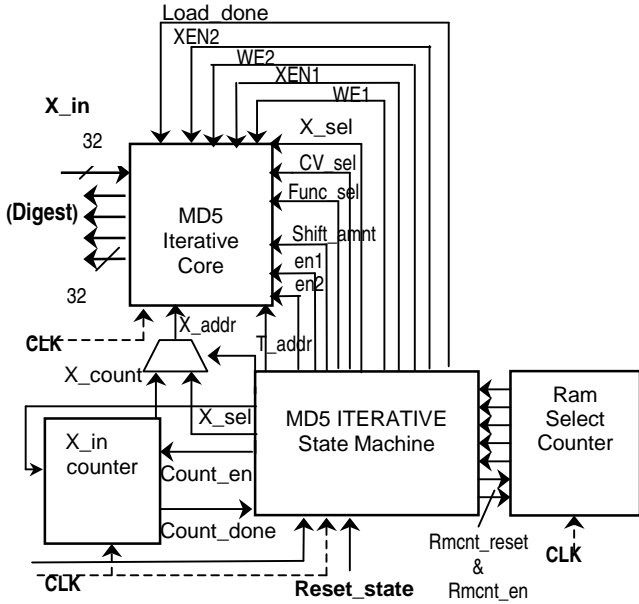 Load_done
XEN2
WE2
XEN1
WE1
X_in
X_sel
32
CV_sel
Func_sel
(Digest)
MD5
Iterative
Core
Shift_amnt
en1
en2
32
X_addr
CLK
T_addr
X_count
X_sel
MD5 ITERATIVE
State Machine
Ram
Select
Counter
X_in
counter
Count_en
Count_done
Rmcnt_reset
&
Rmcnt_en
CLK
CLK
Reset_state